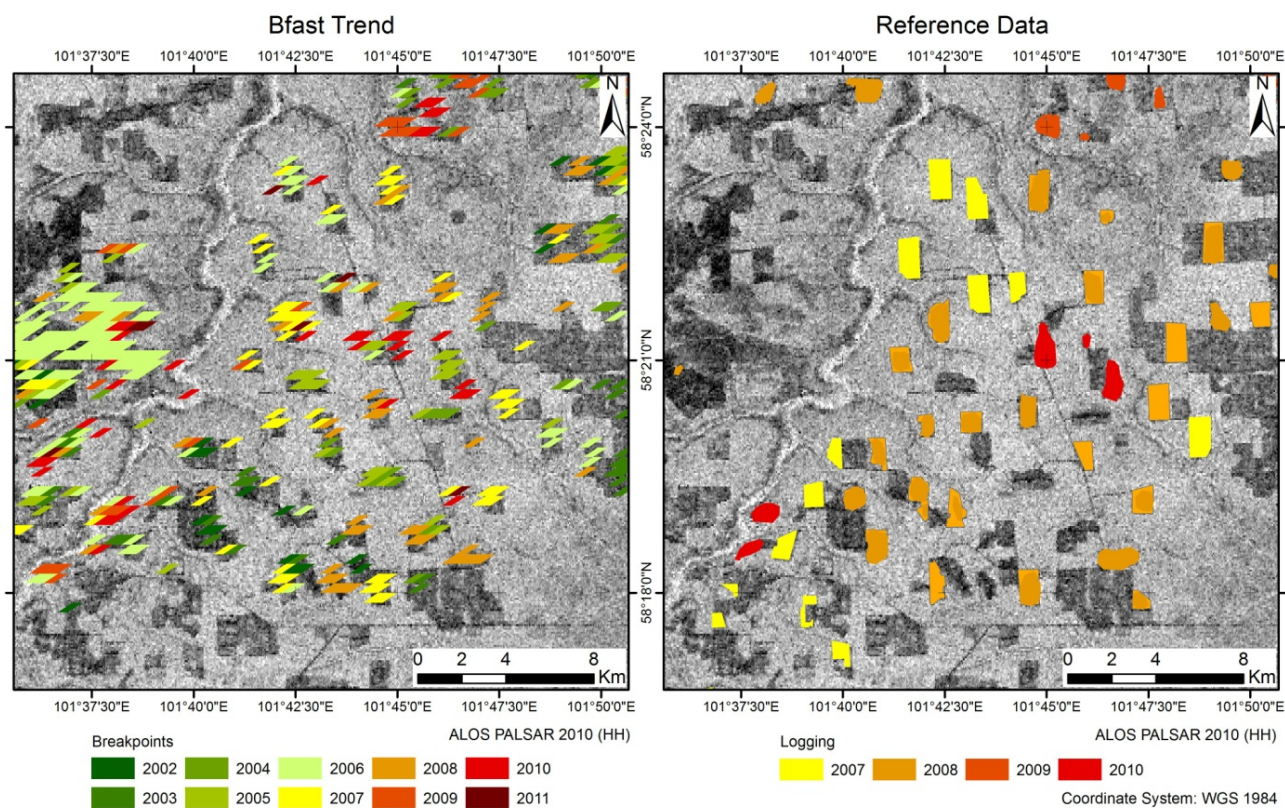 Bfast Trend
Reference Data
101°37'30"E 101°40'0"E 101°42'30"E 101°45'0"E 101°47'30"E 101°50'0"E
101°37'30"E 101°40'0"E 101°42'30"E 101°45'0"E 101°47'30"E 101°50'0"E
N
N
58°24'0"N
58°21'0"N
58°18'0"N
0 2 4 8
Km
0 2 4 8
Km
101°37'30"E 101°40'0"E 101°42'30"E 101°45'0"E 101°47'30"E 101°50'0"E
101°37'30"E 101°40'0"E 101°42'30"E 101°45'0"E 101°47'30"E 101°50'0"E
Breakpoints
ALOS PALSAR 2010 (HH)
2002 2004 2006 2008 2010
2003 2005 2007 2009 2011
Logging
ALOS PALSAR 2010 (HH)
2007 2008 2009 2010
Coordinate System: WGS 1984